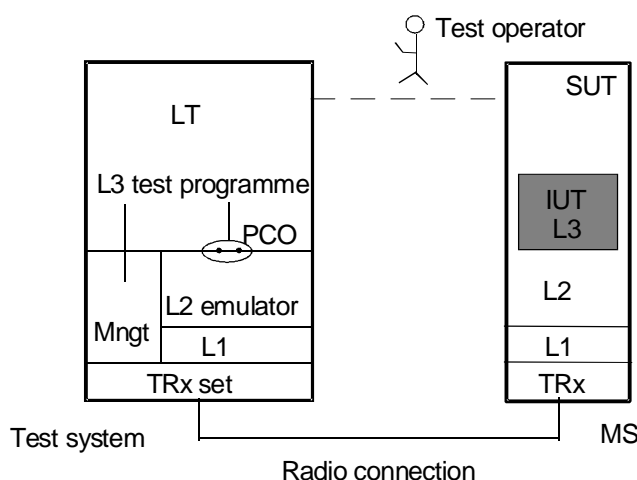 Test operator
LT
SUT
L3 test programme
PCO
IUT
L3
L2 emulator
L2
Mngt
L1
L1
TRx set
TRx
Test system
MS
Radio connection